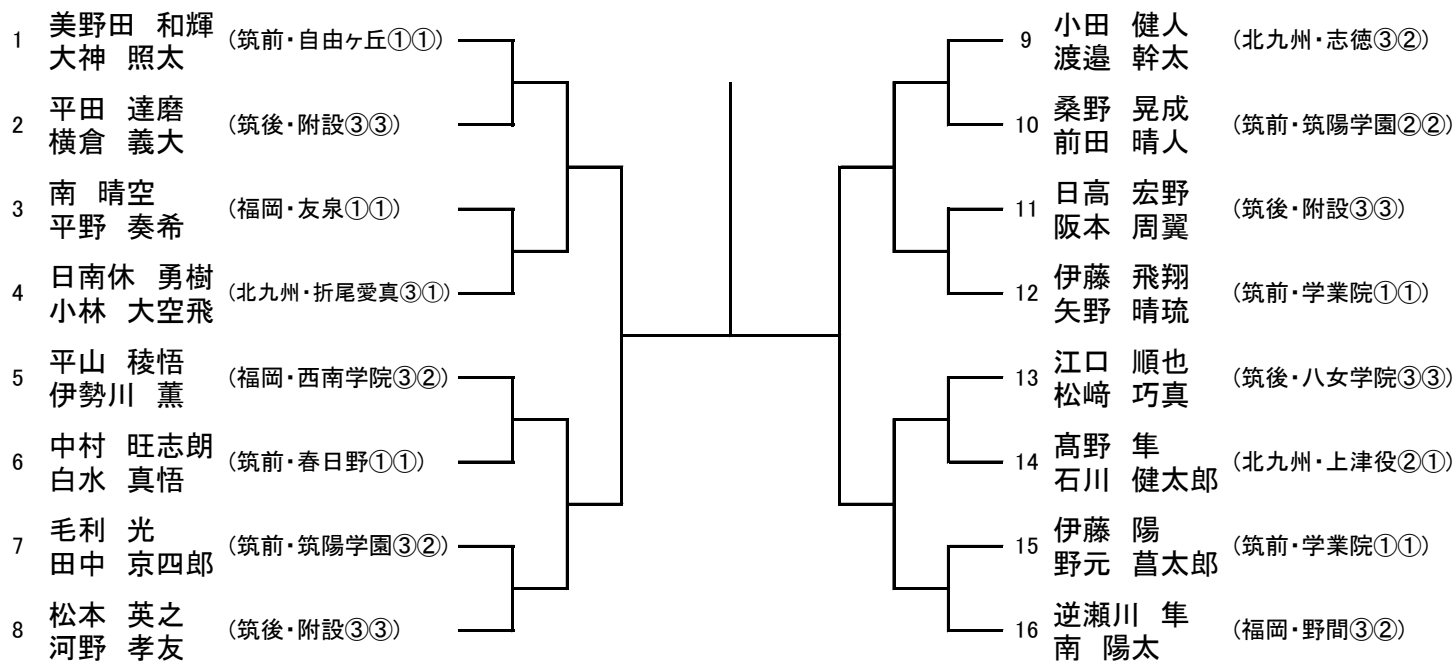 1 美野田 和輝 (筑前・自由ヶ丘①①)
大神 照太
2 平田 達磨 (筑後・附設③③)
横倉 義大
3 南 晴空 (福岡・友泉①①)
平野 奏希
4 日南休 勇樹 (北九州・折尾愛真③①)
小林 大空飛
5 平山 稜悟 (福岡・西南学院③②)
伊勢川 薫
6 中村 旺志朗 (筑前・春日野①①)
白水 真悟
7 毛利 光 (筑前・筑陽学園③②)
田中 京四郎
8 松本 英之 (筑後・附設③③)
河野 孝友
9 小田 健人 (北九州・志徳③②)
渡邉 幹太
10 桑野 晃成 (筑前・筑陽学園②②)
前田 晴人
11 日高 宏野 (筑後・附設③③)
阪本 周翼
12 伊藤 飛翔 (筑前・学業院①①)
矢野 晴琉
13 江口 順也 (筑後・八女学院③③)
松﨑 巧真
14 髙野 隼 (北九州・上津役②①)
石川 健太郎
15 伊藤 陽 (筑前・学業院①①)
野元 菖太郎
16 逆瀬川 隼 (福岡・野間③②)
南 陽太